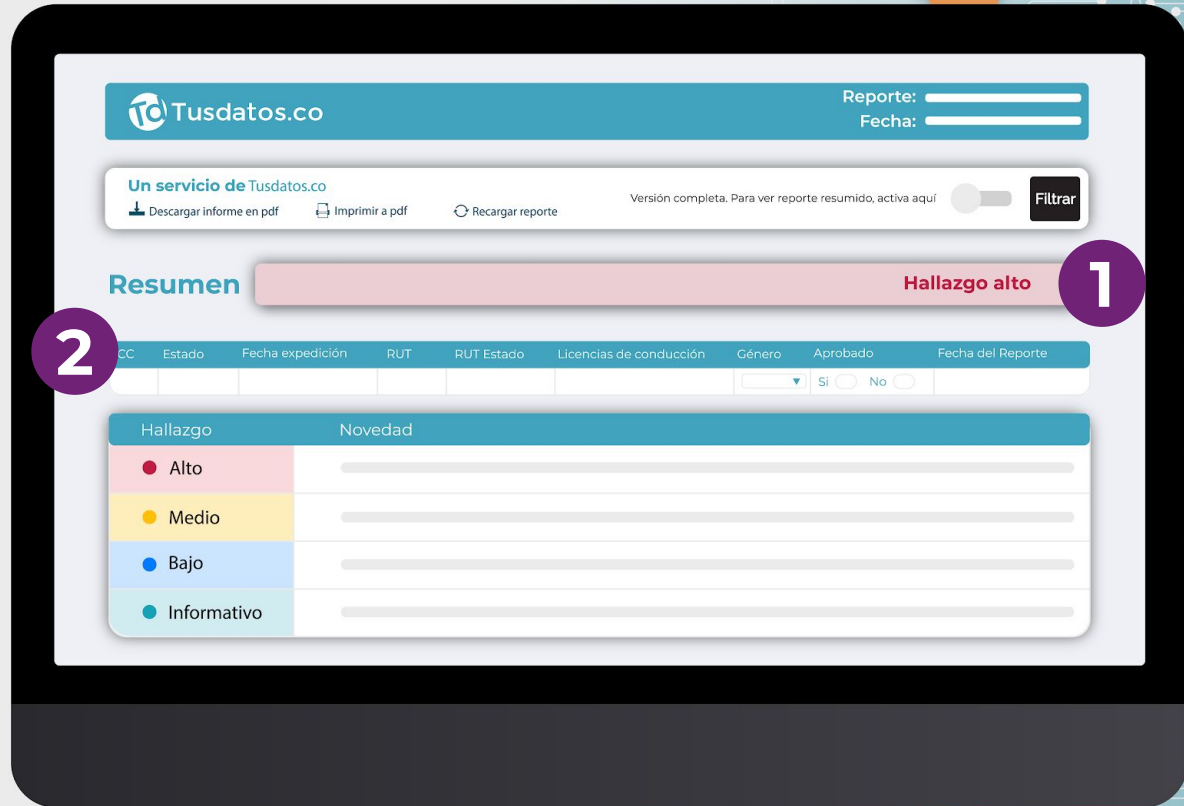 Td Tusdatos.co
Reporte:
Fecha:
Un servicio de Tusdatos.co
Descargar informe en pdf Imprimir a pdf Recargar reporte
Versión completa. Para ver reporte resumido, activa aquí
Filtrar
Resumen
Hallazgo alto
1
2
CC Estado Fecha expedición RUT RUT Estado Licencias de conducción Género Aprobado Fecha del Reporte
Si No
Hallazgo Novedad
Alto
Medio
Bajo
Informativo